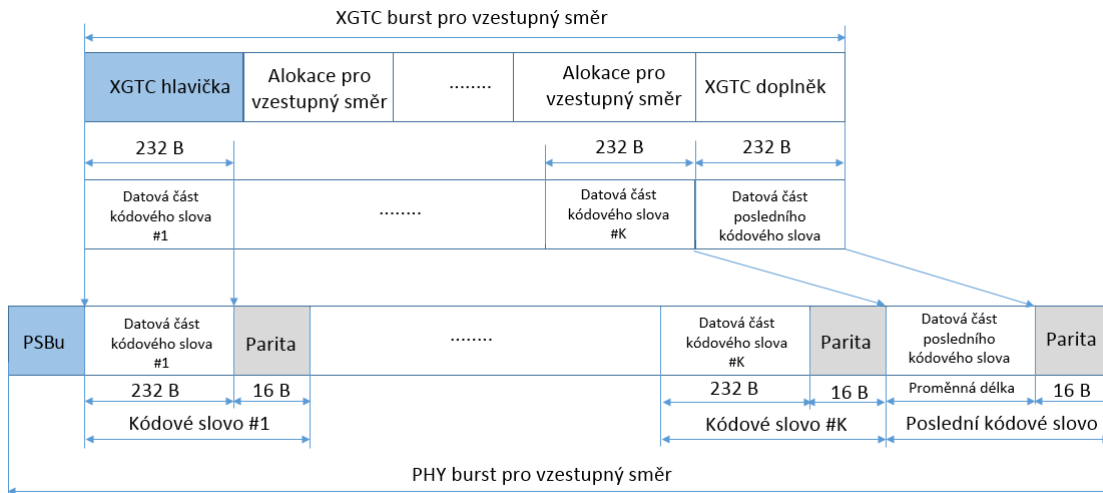 XGTC burst pro vzestupný směr
XGTC hlavička
Alokace pro
vzestupný směr
........
Alokace pro
vzestupný směr
XGTC doplněk
232 B
232 B
232 B
Datová část
kódového slova
#1
........
Datová část
kódového slova
#K
Datová část
posledního
kódového slova
PSBu
Datová část
kódového slova
#1
Parita
........
Datová část
kódového slova
#K
Parita
Datová část
posledního
kódového slova
Parita
232 B
16 B
232 B
16 B
Proměnná délka
16 B
Kódové slovo #1
Kódové slovo #K
Poslední kódové slovo
PHY burst pro vzestupný směr